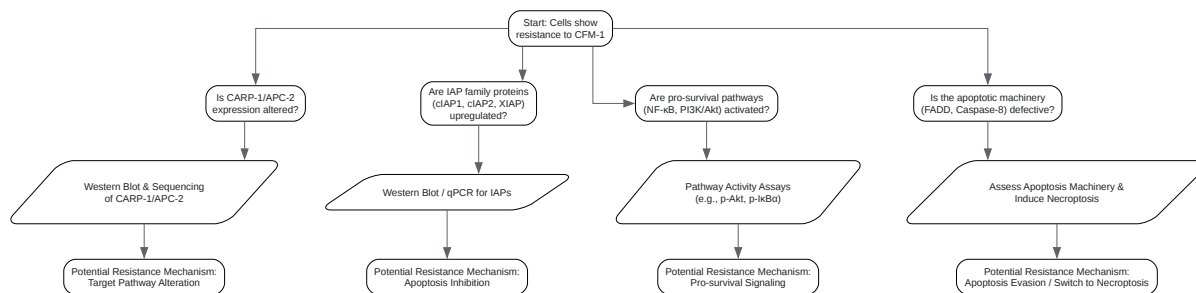 Start: Cells show
resistance to CFM-1
Is CARP-1/APC-2
expression altered?
Are IAP family proteins
(cIAP1, cIAP2, XIAP)
upregulated?
Are pro-survival pathways
(NF-κB, PI3K/Akt) activated?
Is the apoptotic machinery
(FADD, Caspase-8) defective?
Western Blot & Sequencing
of CARP-1/APC-2
Western Blot / qPCR for IAPs
Pathway Activity Assays
(e.g., p-Akt, p-IκBα)
Assess Apoptosis Machinery &
Induce Necroptosis
Potential Resistance Mechanism:
Target Pathway Alteration
Potential Resistance Mechanism:
Apoptosis Inhibition
Potential Resistance Mechanism:
Pro-survival Signaling
Potential Resistance Mechanism:
Apoptosis Evasion / Switch to Necroptosis